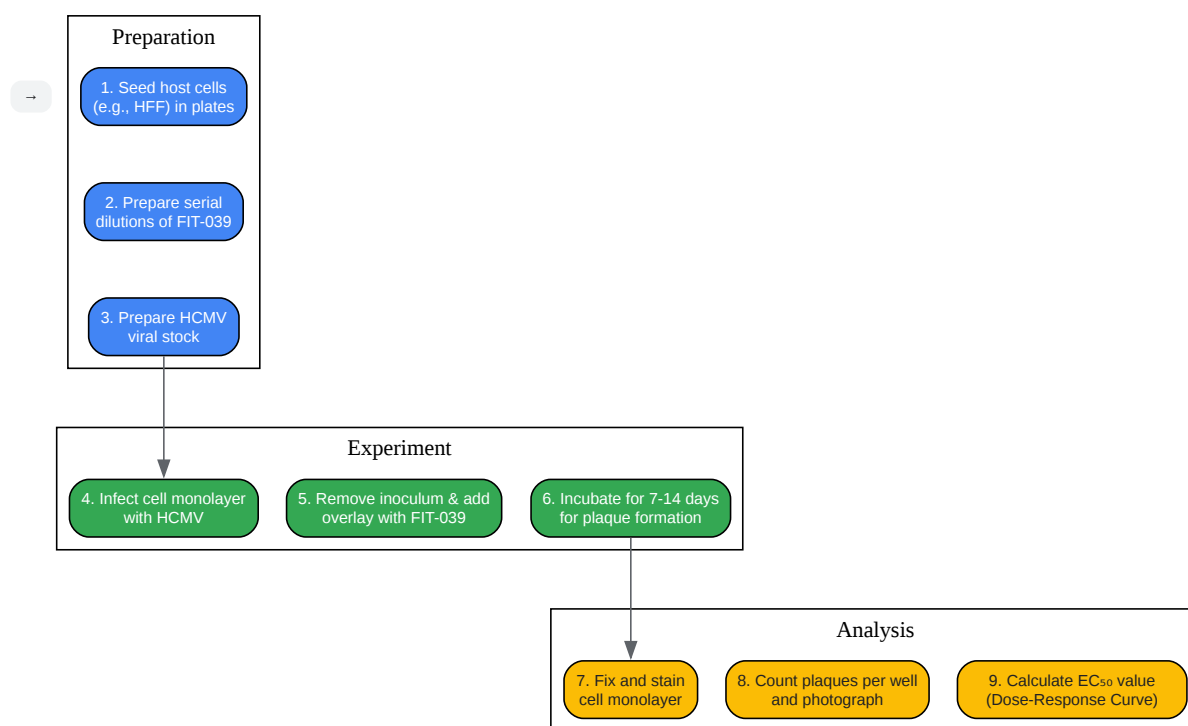 Preparation
→
1. Seed host cells
(e.g., HFF) in plates
2. Prepare serial
dilutions of FIT-039
3. Prepare HCMV
viral stock
Experiment
4. Infect cell monolayer
with HCMV
5. Remove inoculum & add
overlay with FIT-039
6. Incubate for 7-14 days
for plaque formation
Analysis
7. Fix and stain
cell monolayer
8. Count plaques per well
and photograph
9. Calculate EC₅₀ value
(Dose-Response Curve)